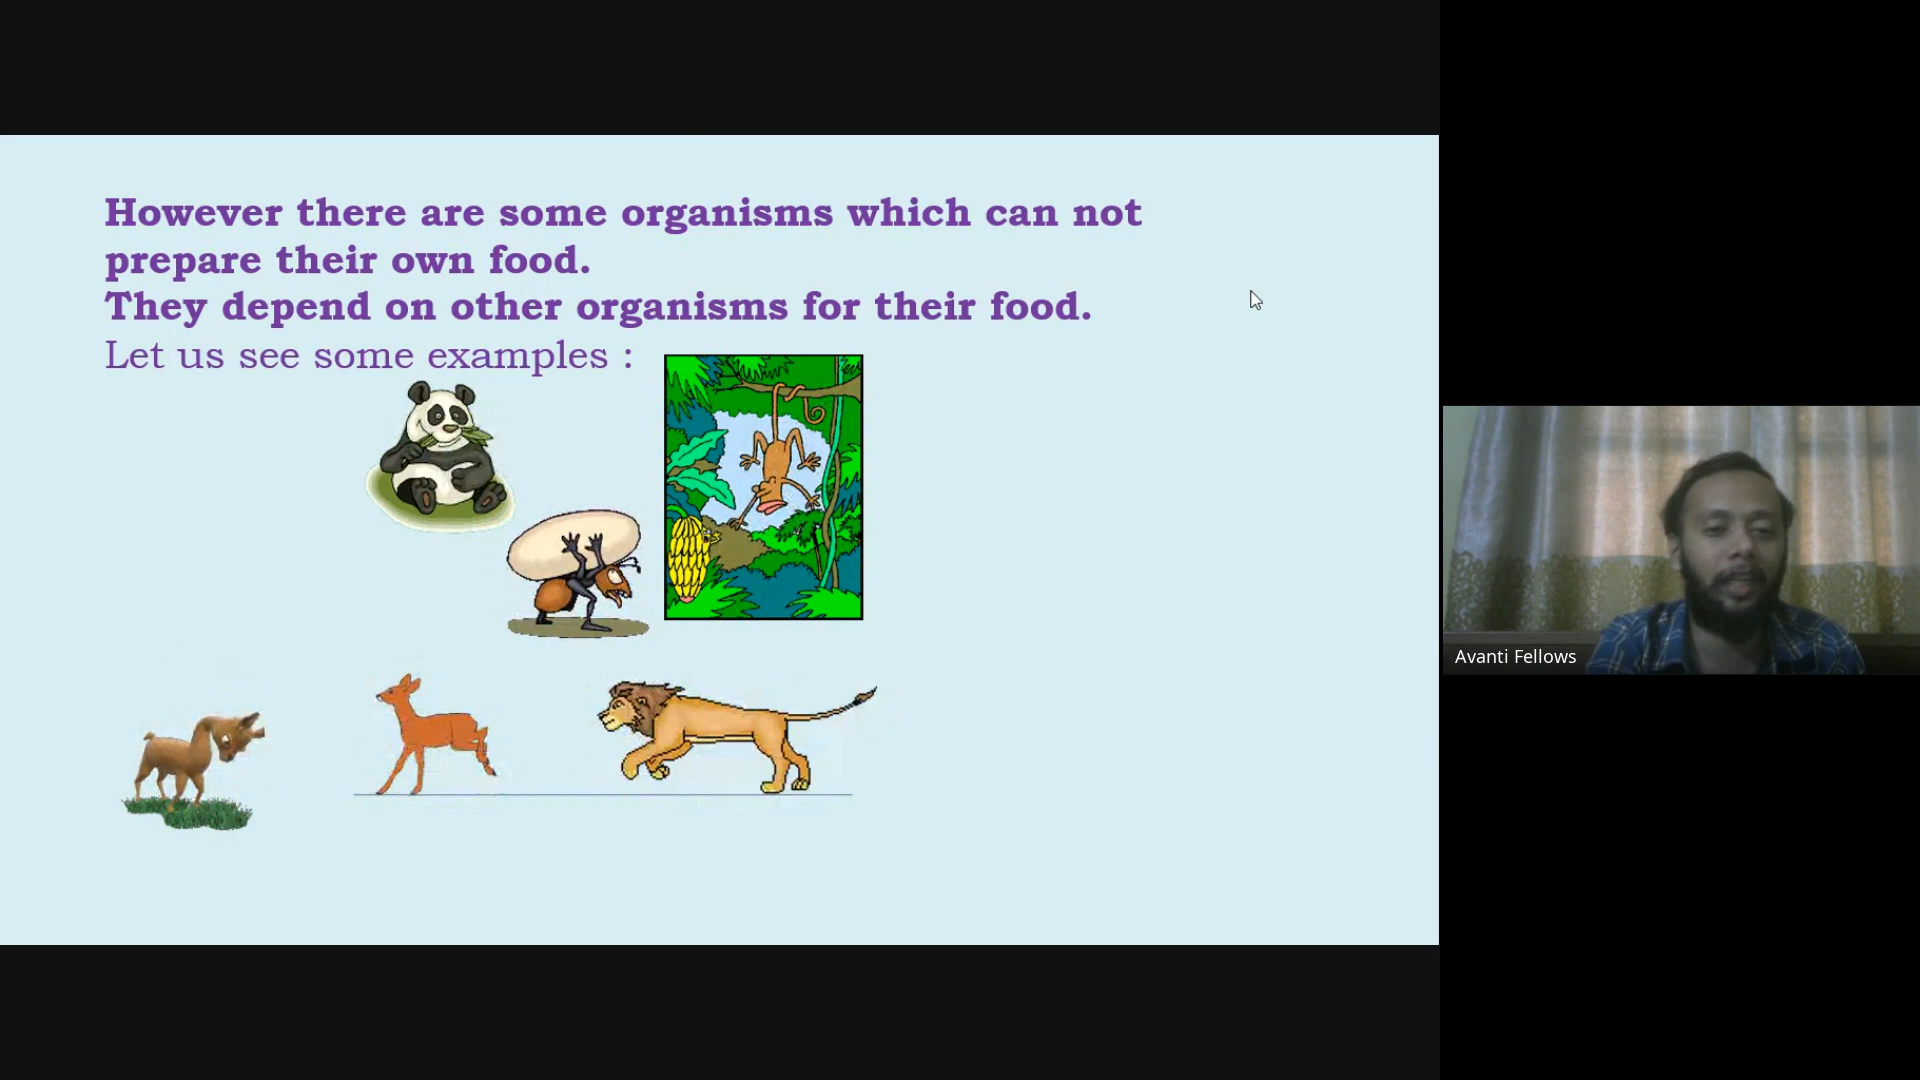 However there are some organisms which can not
prepare their own food.
They depend on other organisms for their food.
Let us see some examples :
Avanti Fellows